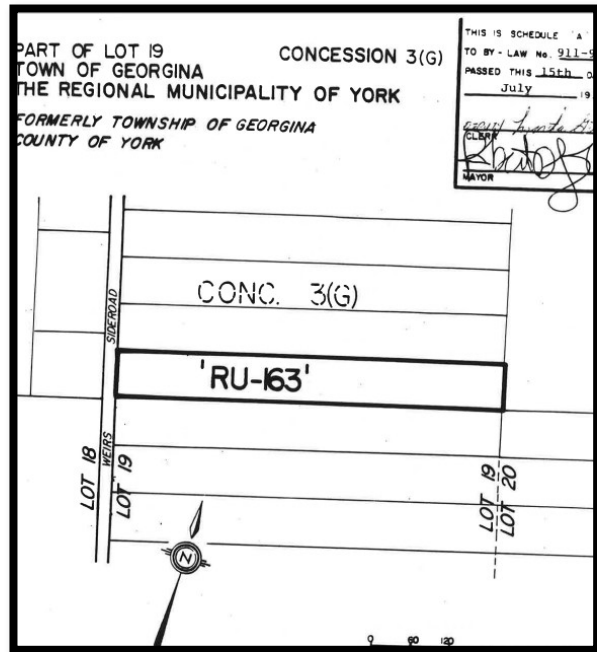 PART OF LOT 19 CONCESSION 3(G)
TOWN OF GEORGINA
THE REGIONAL MUNICIPALITY OF YORK
FORMERLY TOWNSHIP OF GEORGINA
COUNTY OF YORK
THIS IS SCHEDULE 'A'
TO BY-LAW No. 911-9
PASSED THIS 15th D
July 19
CLERK
MAYOR
CONC. 3(G)
SIDEROAD
'RU-163'
WEIRS
LOT 18
LOT 19
LOT 19
LOT 20
N
0 60 120